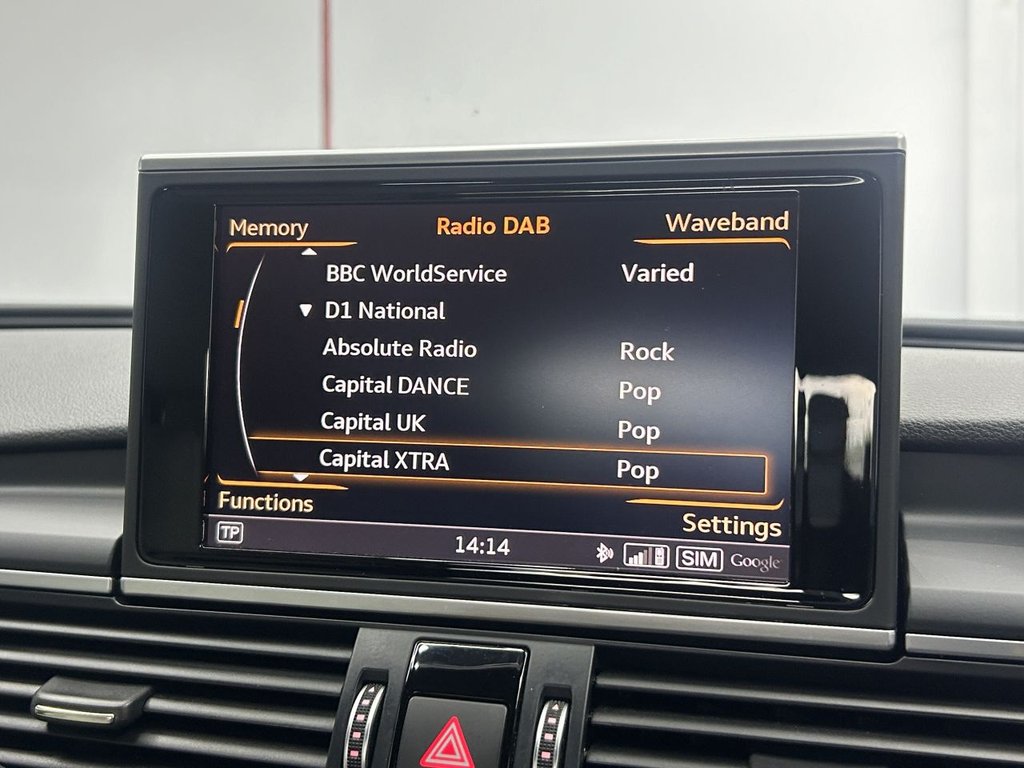 Memory Radio DAB Waveband
BBC WorldService Varied
D1 National
Absolute Radio Rock
Capital DANCE Pop
Capital UK Pop
Capital XTRA Pop
Functions Settings
TP 14:14 SIM Google